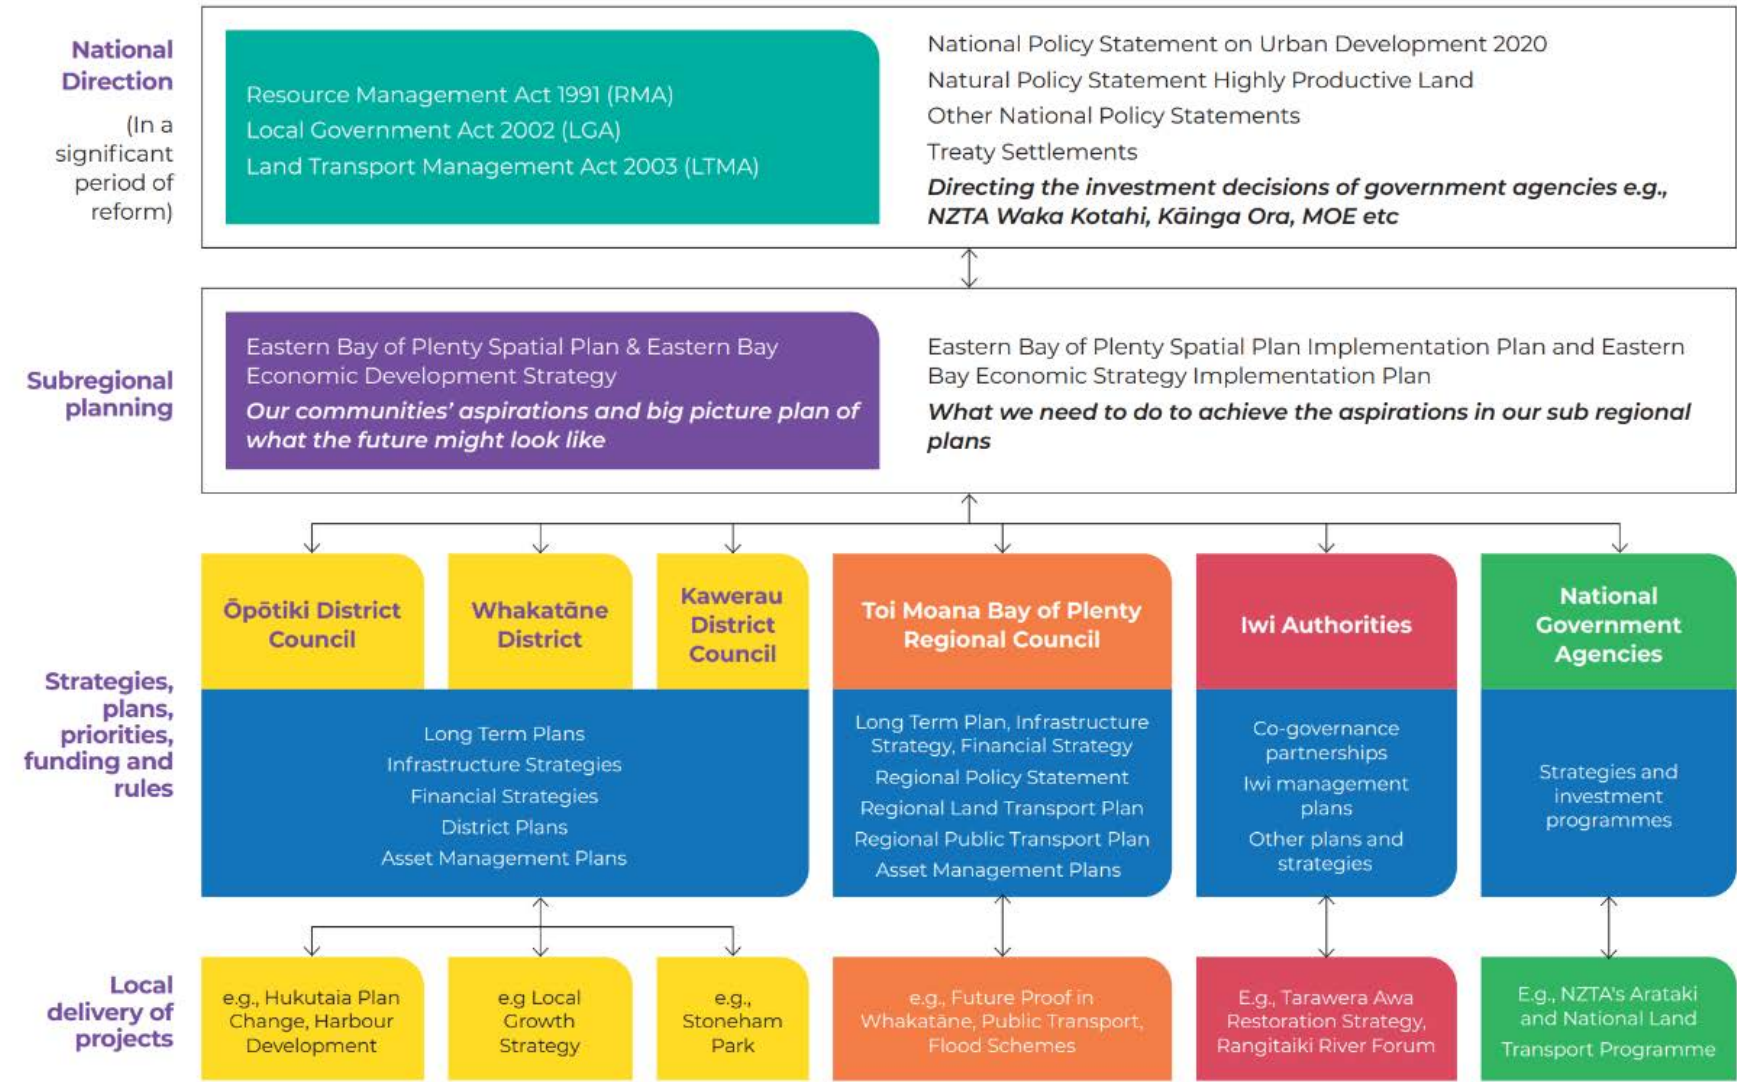 National
Direction
(In a
significant
period of
reform)
Resource Management Act 1991 (RMA)
Local Government Act 2002 (LGA)
Land Transport Management Act 2003 (LTMA)
National Policy Statement on Urban Development 2020
Natural Policy Statement Highly Productive Land
Other National Policy Statements
Treaty Settlements
Directing the investment decisions of government agencies e.g.,
NZTA Waka Kotahi, Kāinga Ora, MOE etc
Subregional
planning
Eastern Bay of Plenty Spatial Plan & Eastern Bay
Economic Development Strategy
Our communities’ aspirations and big picture plan of
what the future might look like
Eastern Bay of Plenty Spatial Plan Implementation Plan and Eastern
Bay Economic Strategy Implementation Plan
What we need to do to achieve the aspirations in our sub regional
plans
Strategies,
plans,
priorities,
funding and
rules
Ōpōtiki District
Council
Whakatāne
District
Kawerau
District
Council
Long Term Plans
Infrastructure Strategies
Financial Strategies
District Plans
Asset Management Plans
Toi Moana Bay of Plenty
Regional Council
Long Term Plan, Infrastructure
Strategy, Financial Strategy
Regional Policy Statement
Regional Land Transport Plan
Regional Public Transport Plan
Asset Management Plans
Iwi Authorities
Co-governance
partnerships
Iwi management
plans
Other plans and
strategies
National
Government
Agencies
Strategies and
investment
programmes
Local
delivery of
projects
e.g., Hukutaia Plan
Change, Harbour
Development
e.g Local
Growth
Strategy
e.g.,
Stoneham
Park
e.g., Future Proof in
Whakatāne, Public Transport,
Flood Schemes
E.g., Tarawera Awa
Restoration Strategy,
Rangitaiki River Forum
E.g., NZTA's Arataki
and National Land
Transport Programme